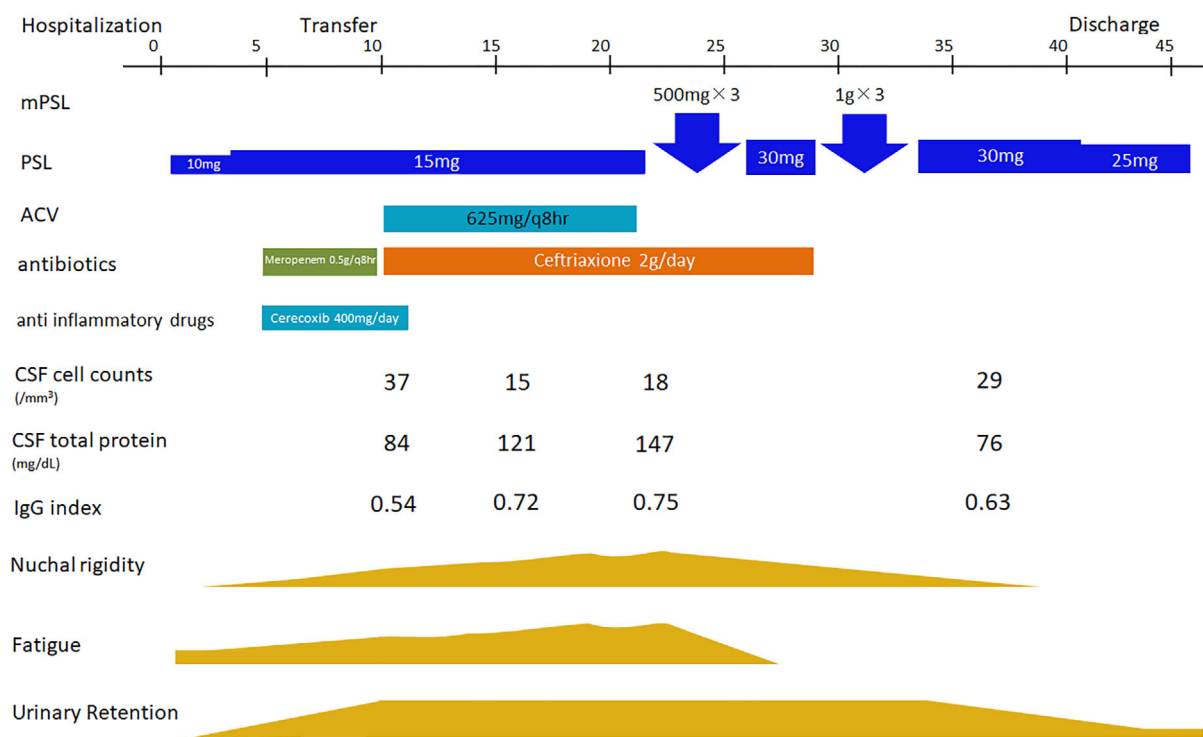 Hospitalization Transfer Discharge
0 5 10 15 20 25 30 35 40 45
mPSL 500mg×3 1g×3
PSL 10mg 15mg 30mg 30mg 25mg
ACV 625mg/q8hr
antibiotics Meropenem 0.5g/q8hr Ceftriaxione 2g/day
anti inflammatory drugs Cerecoxib 400mg/day
CSF cell counts 37 15 18 29
(/mm³)
CSF total protein 84 121 147 76
(mg/dL)
IgG index 0.54 0.72 0.75 0.63
Nuchal rigidity
Fatigue
Urinary Retention